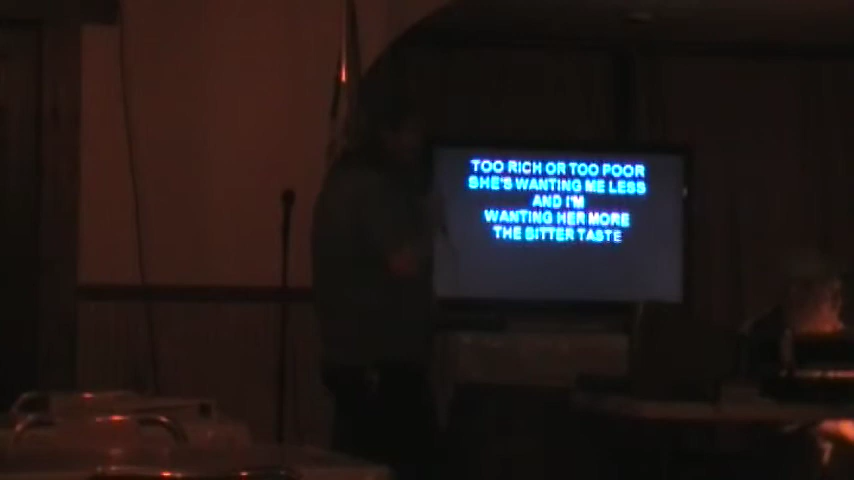 TOO RICH OR TOO POOR
SHE'S WANTING ME LESS
AND I'M
WANTING HER MORE
THE BITTER TASTE